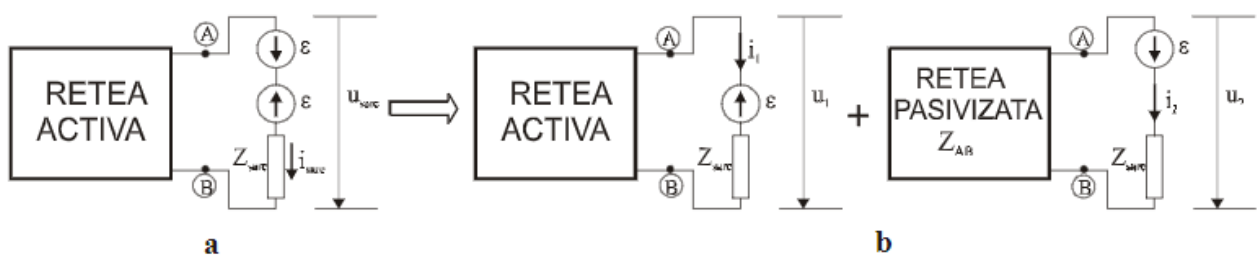 A
ε
ε
RETEA
ACTIVA
u
Z
i
B
A
i₁
ε
RETEA
ACTIVA
u₁
Z
B
+
A
ε
RETEA
PASIVIZATA
Z_AB
i₂
u₂
Z
B
a
b